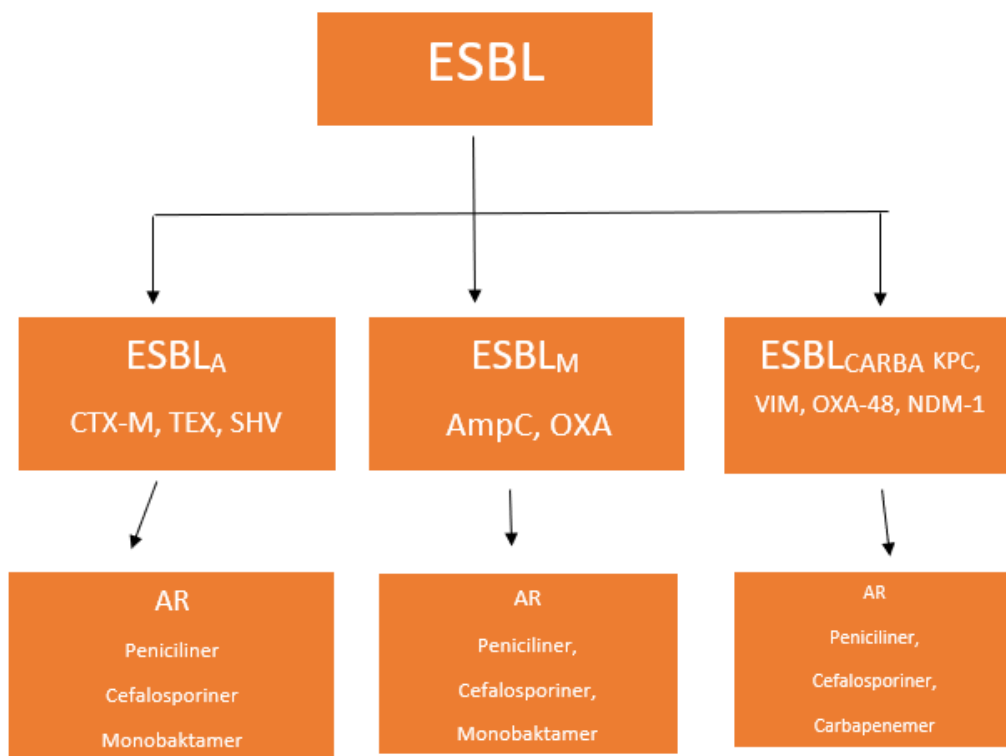 ESBL
ESBLA
CTX-M, TEX, SHV
ESBLM
AmpC, OXA
ESBLCARBA KPC,
VIM, OXA-48, NDM-1
AR
Peniciliner
Cefalosporiner
Monobaktamer
AR
Peniciliner,
Cefalosporiner,
Monobaktamer
AR
Peniciliner,
Cefalosporiner,
Carbapenemer